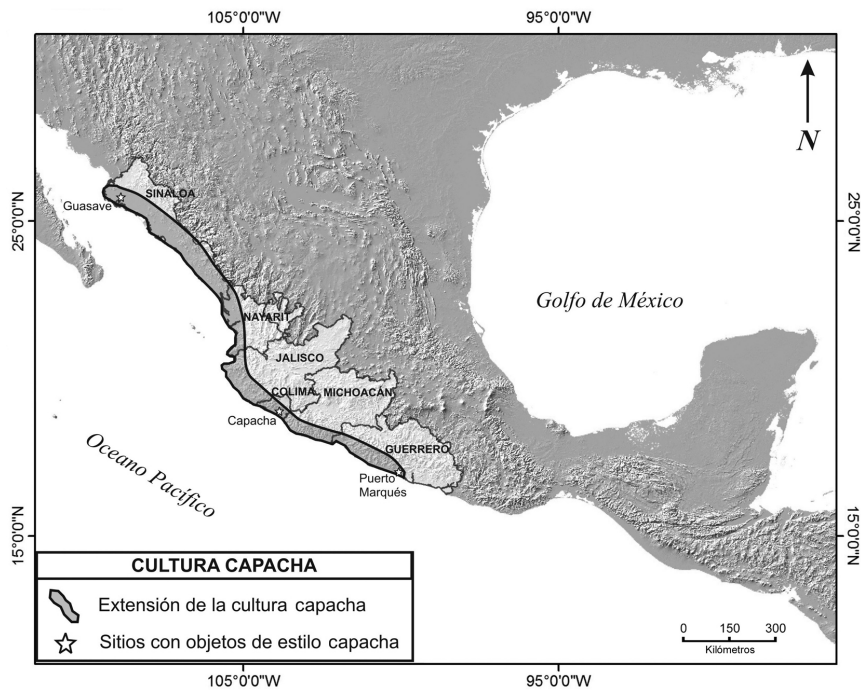 105°0'0"W
95°0'0"W
N
25°0'0"N
25°0'0"N
SINALOA
Guasave
Golfo de México
NAYARIT
JALISCO
COLIMA
MICHOACÁN
Capacha
GUERRERO
Puerto
Marqués
Oceano Pacífico
15°0'0"N
15°0'0"N
CULTURA CAPACHA
Extensión de la cultura capacha
Sitios con objetos de estilo capacha
0 150 300
Kilómetros
105°0'0"W
95°0'0"W